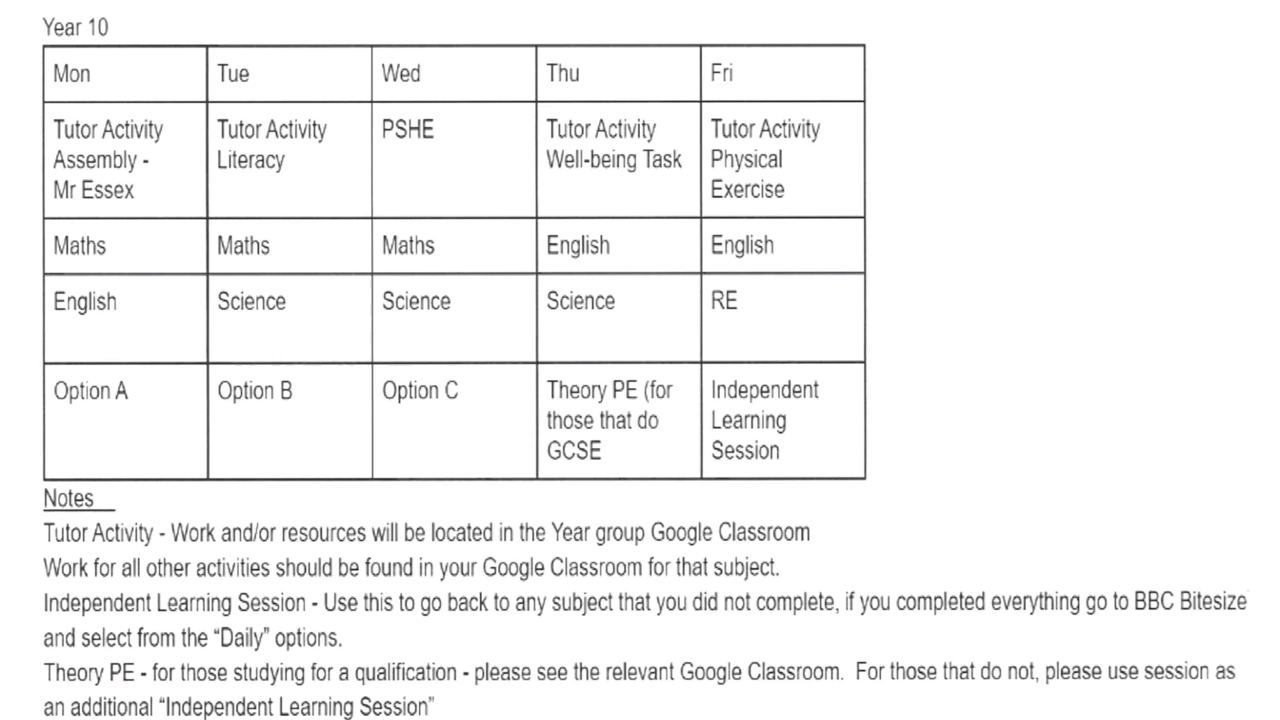 Year 10
Mon Tue Wed Thu Fri
Tutor Activity Tutor Activity PSHE Tutor Activity Tutor Activity
Assembly - Literacy Well-being Task Physical
Mr Essex Exercise
Maths Maths Maths English English
English Science Science Science RE
Option A Option B Option C Theory PE (for Independent
those that do Learning
GCSE Session
Notes
Tutor Activity - Work and/or resources will be located in the Year group Google Classroom
Work for all other activities should be found in your Google Classroom for that subject.
Independent Learning Session - Use this to go back to any subject that you did not complete, if you completed everything go to BBC Bitesize
and select from the “Daily” options.
Theory PE - for those studying for a qualification - please see the relevant Google Classroom. For those that do not, please use session as
an additional “Independent Learning Session”